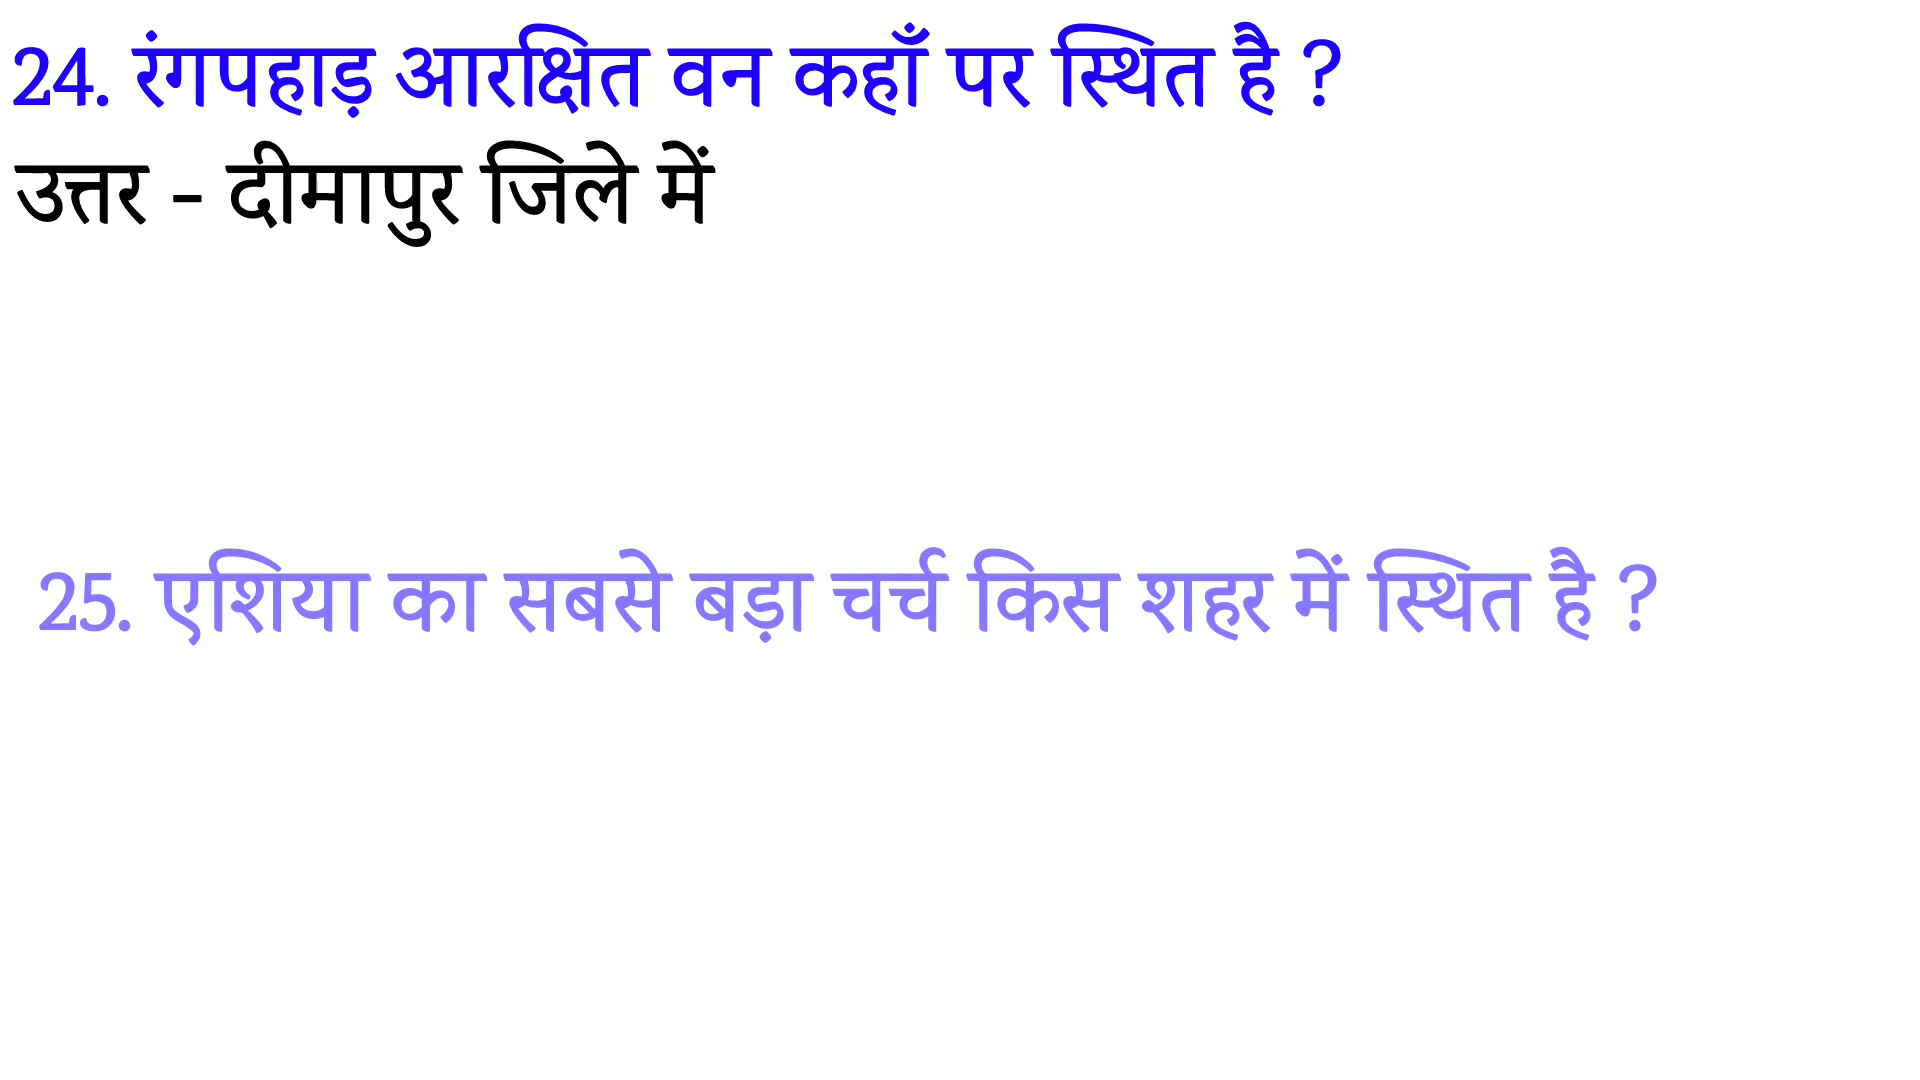 24. रंगपहाड़ आरक्षित वन कहाँ पर स्थित है ?
उत्तर - दीमापुर जिले में
25. एशिया का सबसे बड़ा चर्च किस शहर में स्थित है ?